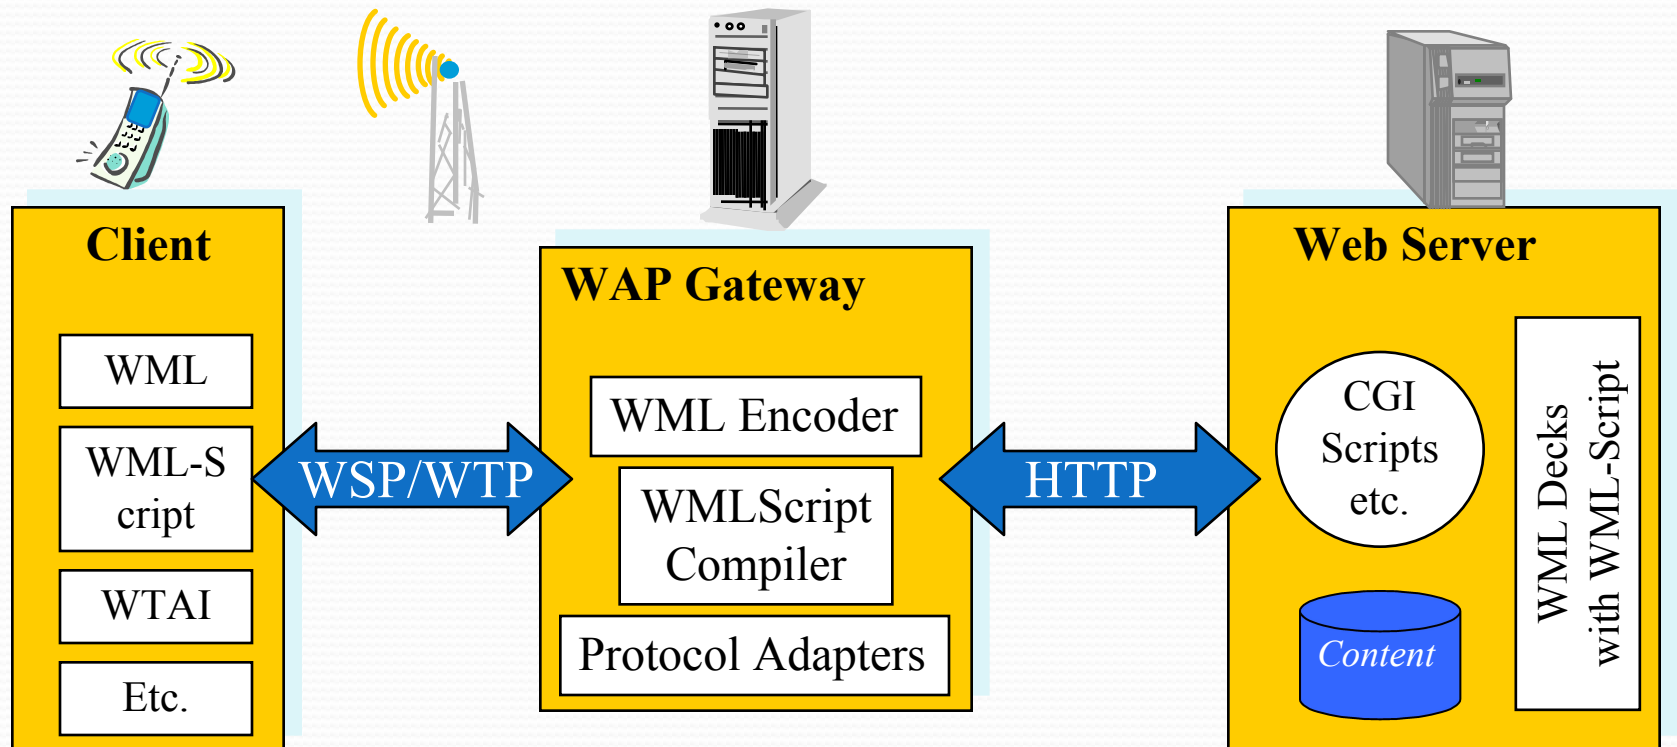 Client
WML
WML-S
cript
WTAI
Etc.
WSP/WTP
WAP Gateway
WML Encoder
WMLScript
Compiler
Protocol Adapters
HTTP
Web Server
CGI
Scripts
etc.
Content
WML Decks
with WML-Script